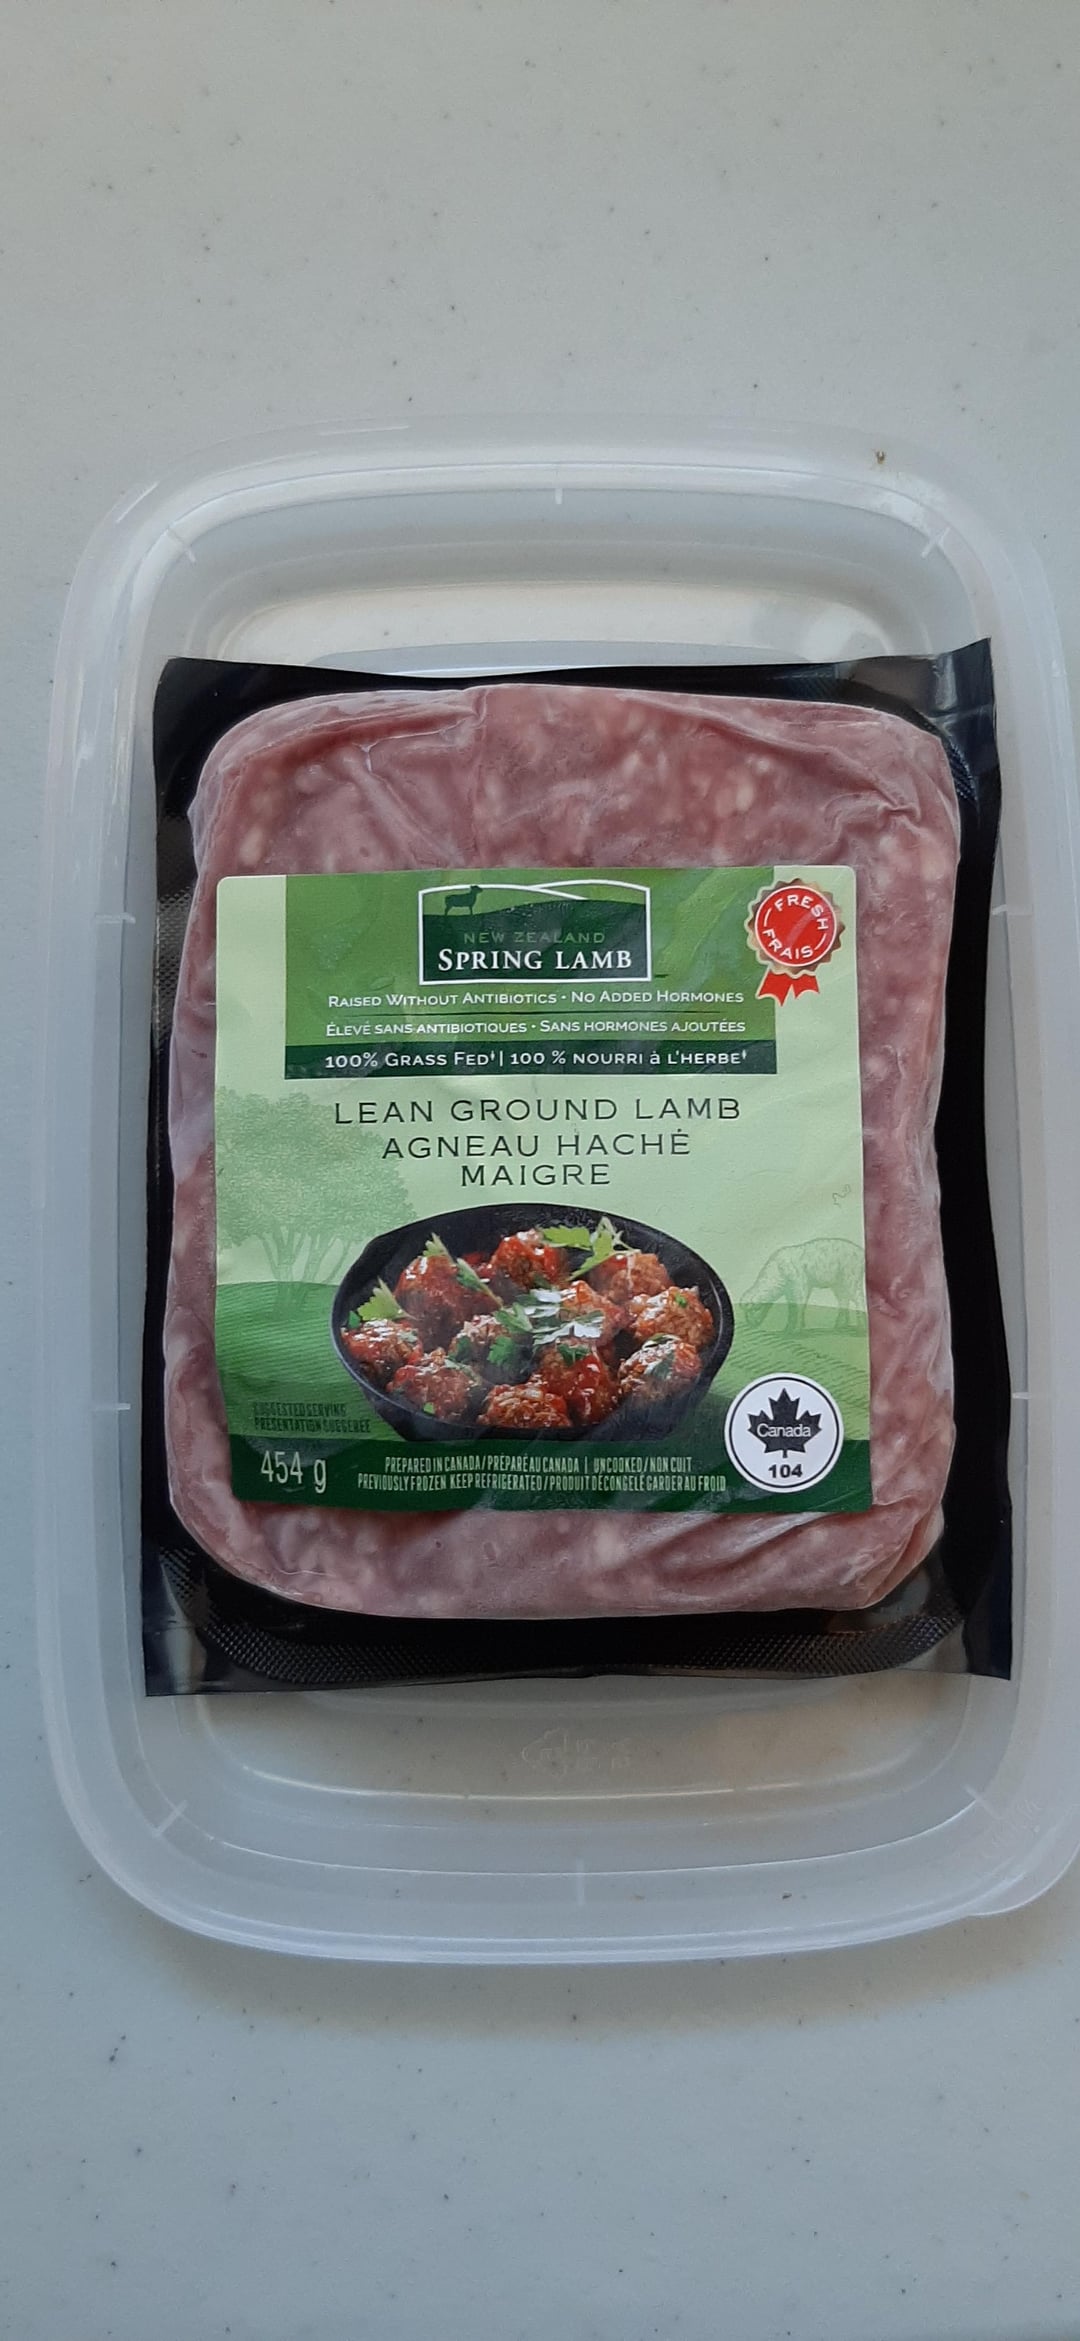 NEW ZEALAND
SPRING LAMB
FRESH
FRAIS
RAISED WITHOUT ANTIBIOTICS • NO ADDED HORMONES
ÉLEVÉ SANS ANTIBIOTIQUES • SANS HORMONES AJOUTÉES
100% GRASS FED‡ | 100 % NOURRI à L'HERBE‡
LEAN GROUND LAMB
AGNEAU HACHÉ
MAIGRE
SUGGESTED SERVING
PRÉSENTATION SUGGÉRÉE
454 g
PREPARED IN CANADA/PRÉPARÉ AU CANADA | UNCOOKED/NON CUIT
PREVIOUSLY FROZEN KEEP REFRIGERATED/PRODUIT DÉCONGELÉ GARDER AU FROID
Canada
104